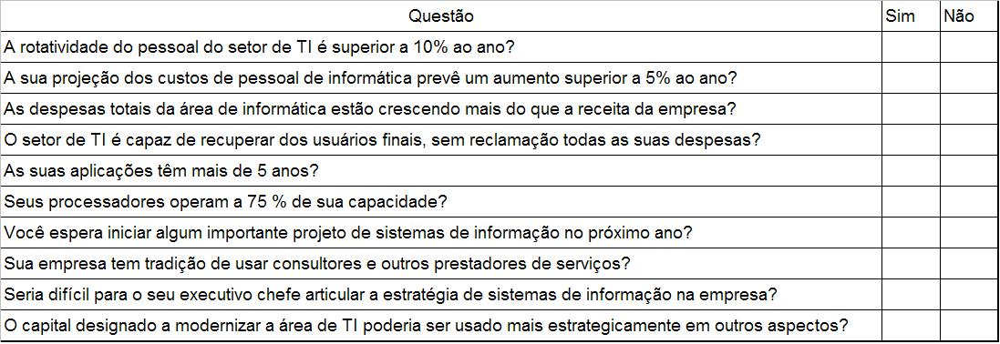 Questão Sim Não
A rotatividade do pessoal do setor de TI é superior a 10% ao ano?
A sua projeção dos custos de pessoal de informática prevê um aumento superior a 5% ao ano?
As despesas totais da área de informática estão crescendo mais do que a receita da empresa?
O setor de TI é capaz de recuperar dos usuários finais, sem reclamação todas as suas despesas?
As suas aplicações têm mais de 5 anos?
Seus processadores operam a 75 % de sua capacidade?
Você espera iniciar algum importante projeto de sistemas de informação no próximo ano?
Sua empresa tem tradição de usar consultores e outros prestadores de serviços?
Seria difícil para o seu executivo chefe articular a estratégia de sistemas de informação na empresa?
O capital designado a modernizar a área de TI poderia ser usado mais estrategicamente em outros aspectos?